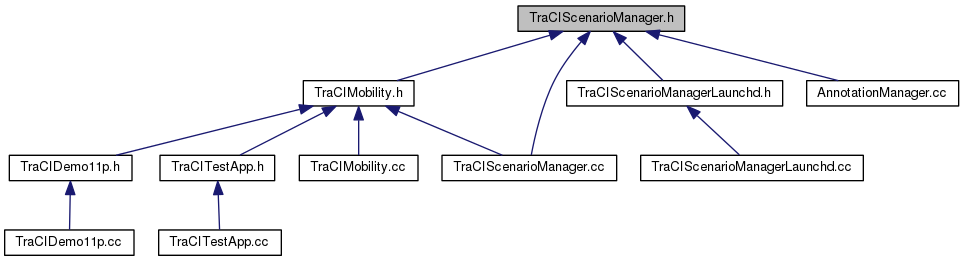 TraCIScenarioManager.h
TraCIMobility.h
TraCIScenarioManagerLaunchd.h
AnnotationManager.cc
TraCIDemo11p.h
TraCITestApp.h
TraCIMobility.cc
TraCIScenarioManager.cc
TraCIScenarioManagerLaunchd.cc
TraCIDemo11p.cc
TraCITestApp.cc